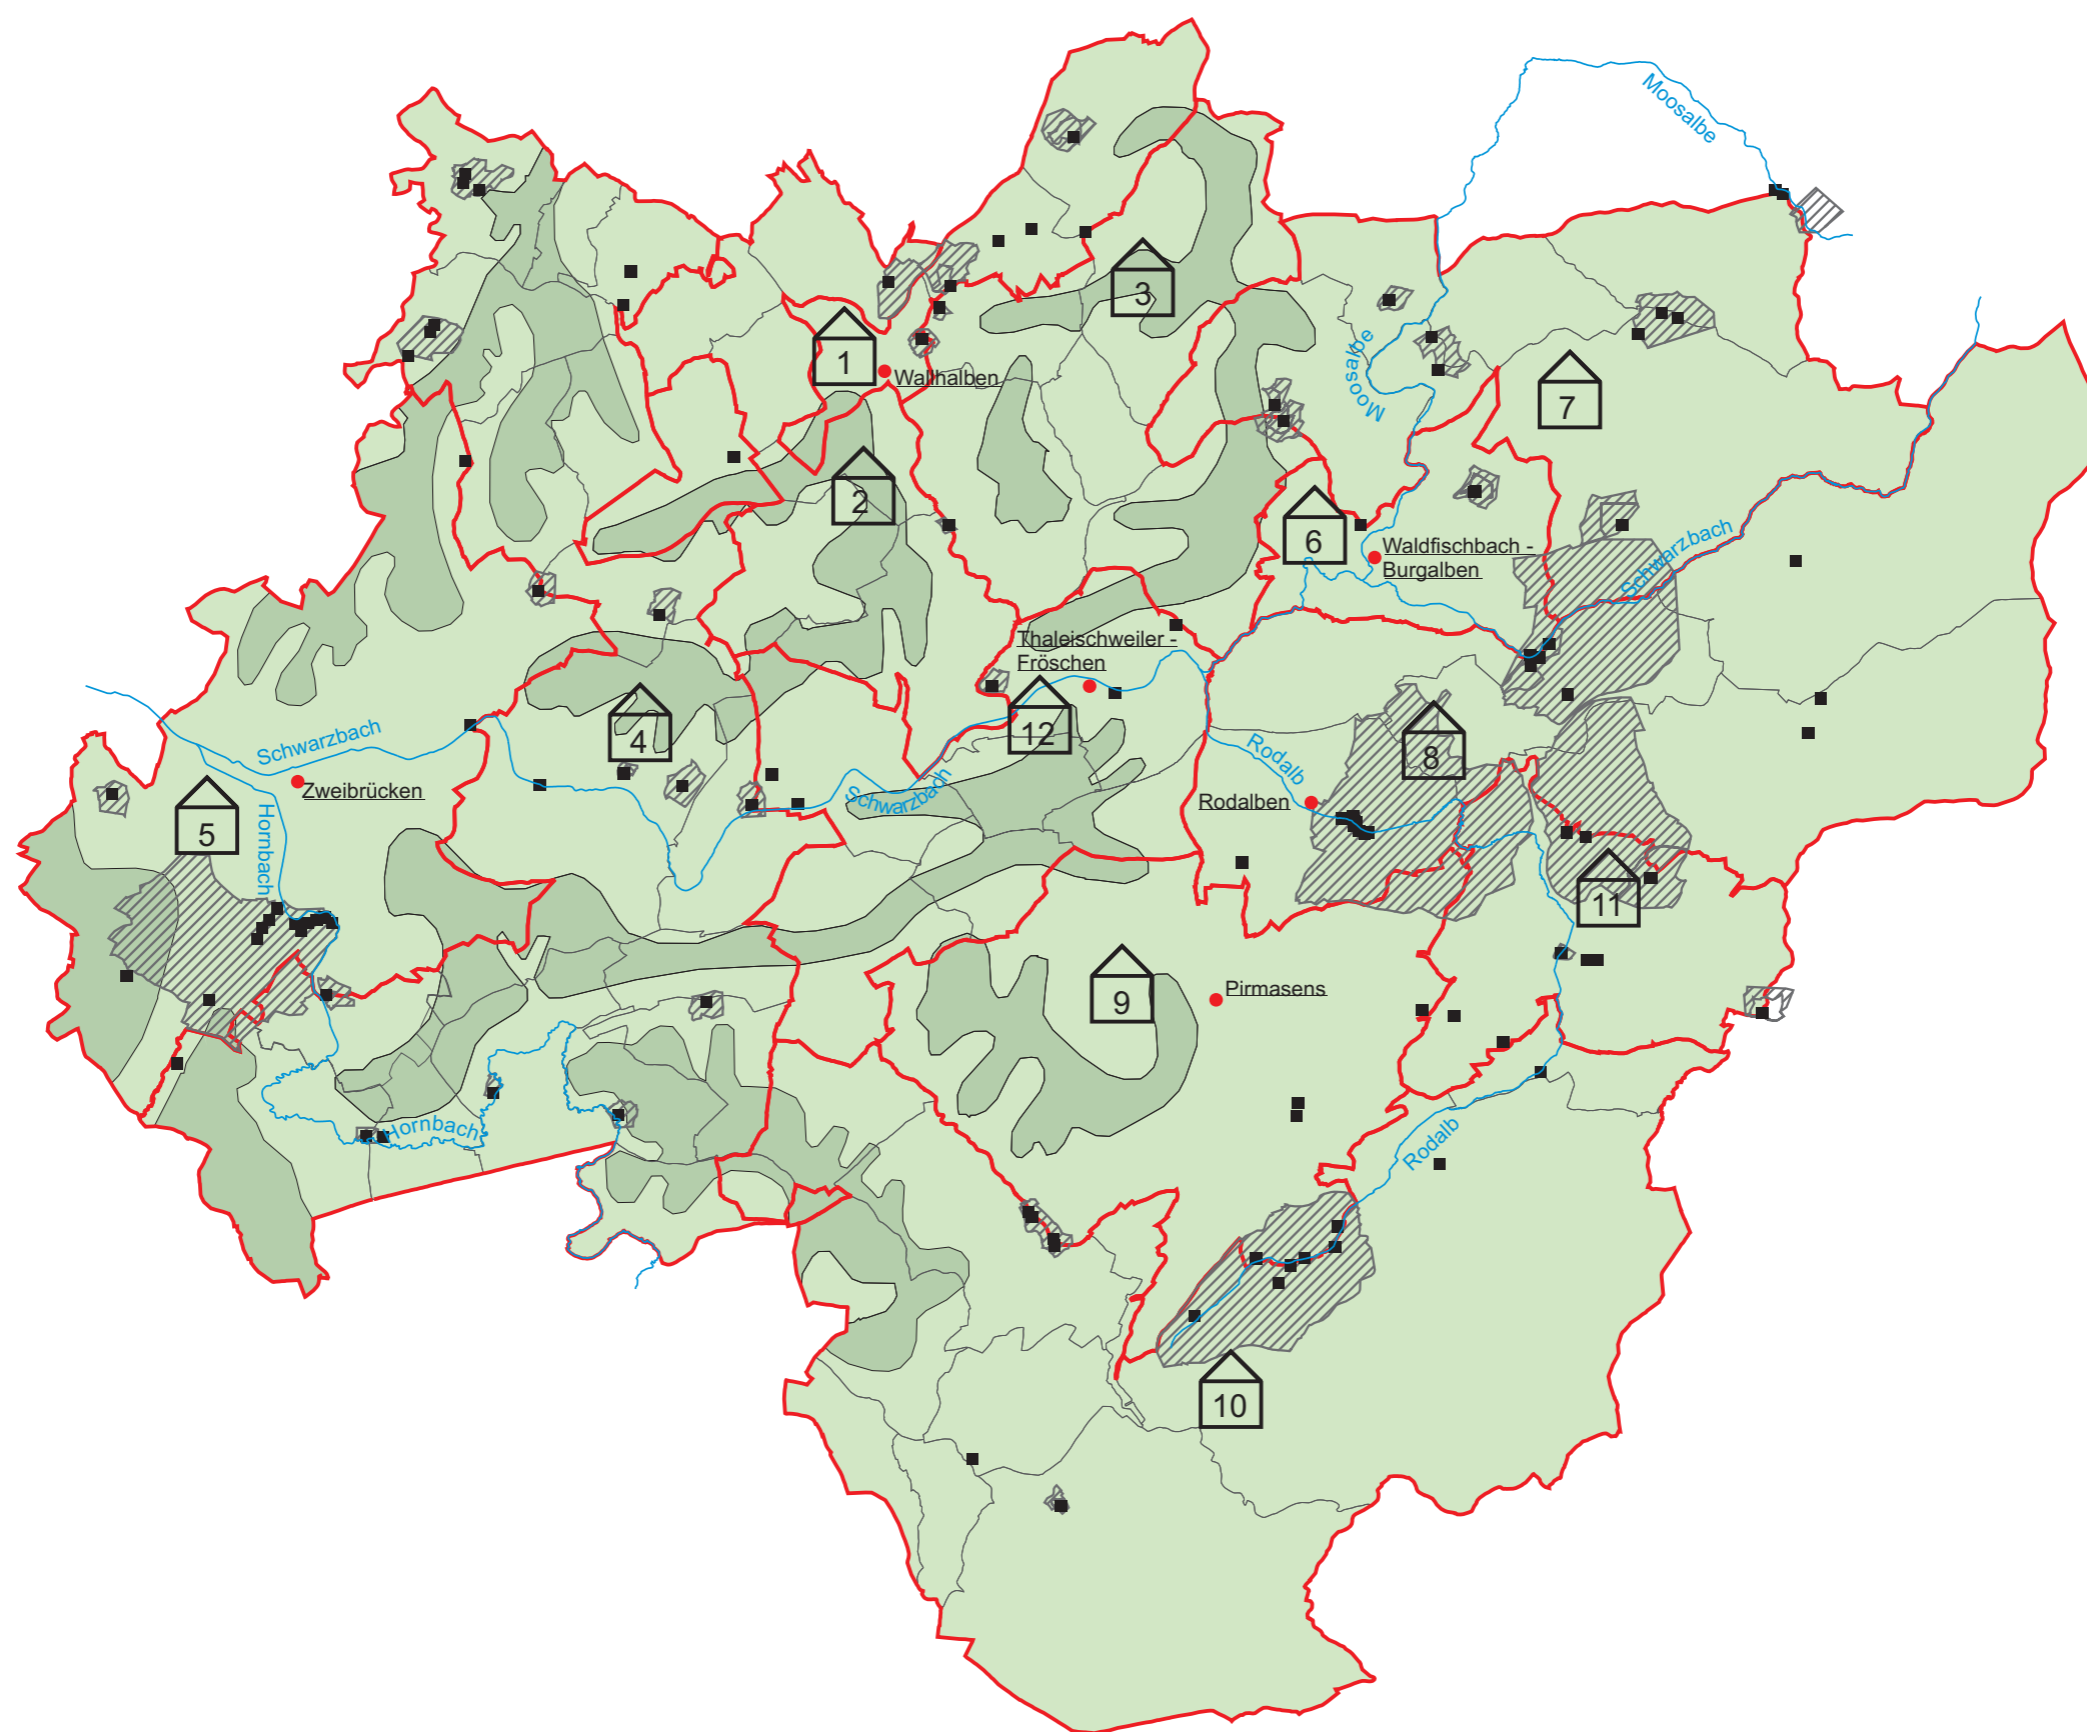 Moosalbe
3
1
Wallhalben
Moosalbe
7
2
6
Waldfischbach -
Burgalben
Schwarzbach
Thaleischweiler -
Fröschen
4
12
8
Schwarzbach
Rodalb
Zweibrücken
Schwarzbach
Rodalben
5
Hornbach
11
9
Pirmasens
Hornbach
Rodalb
10